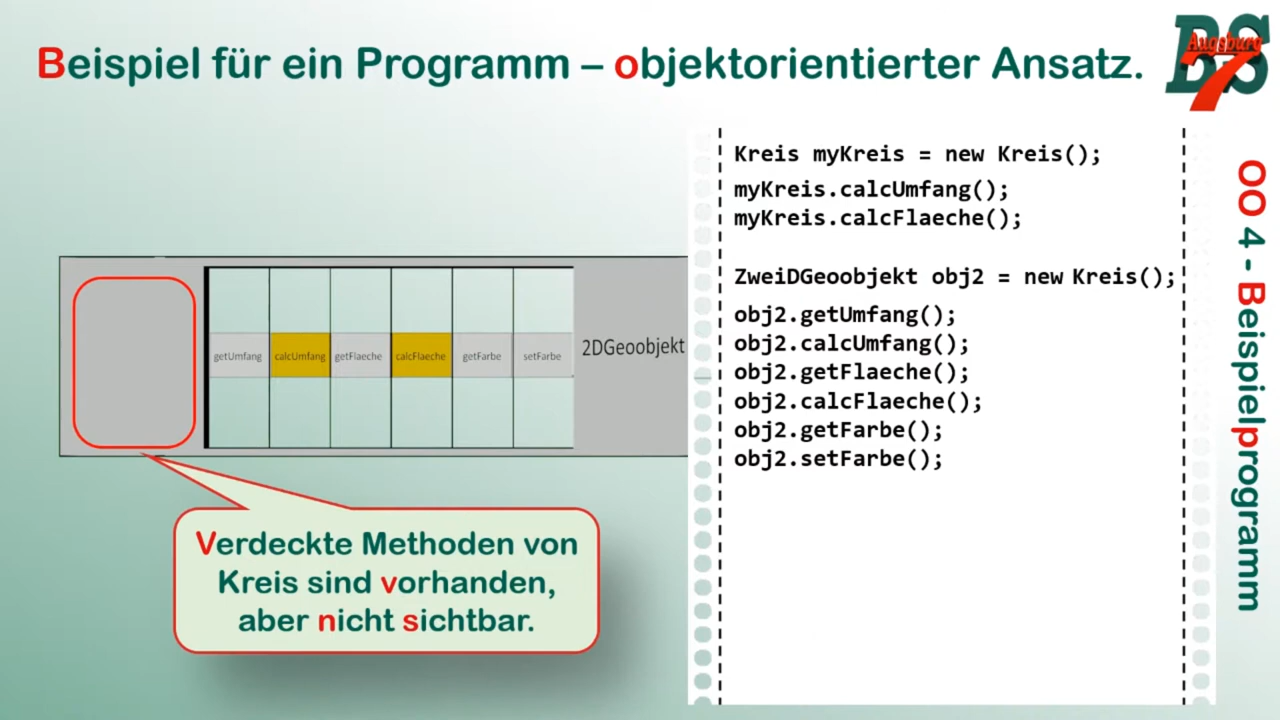 Beispiel für ein Programm – objektorientierter Ansatz.
BS
Augsburg
7
Kreis myKreis = new Kreis();
myKreis.calcUmfang();
myKreis.calcFlaeche();
ZweiDGeoobjekt obj2 = new Kreis();
obj2.getUmfang();
obj2.calcUmfang();
obj2.getFlaeche();
obj2.calcFlaeche();
obj2.getFarbe();
obj2.setFarbe();
getUmfang calcUmfang getFlaeche calcFlaeche getFarbe setFarbe
2DGeoobjekt
Verdeckte Methoden von
Kreis sind vorhanden,
aber nicht sichtbar.
OO 4 - Beispielprogramm